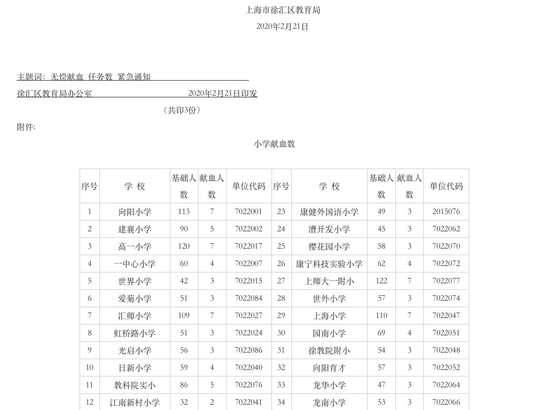 上海市徐汇区教育局
2020年2月21日
主题词：无偿献血 任务数 紧急通知
徐汇区教育局办公室 2020年2月21日印发
（共印3份）
附件:
小学献血数
序号 学 校 基础人数 献血人数 单位代码 序号 学 校 基础人数 献血人数 单位代码
1 向阳小学 113 7 7022001 23 康健外国语小学 49 3 2015076
2 建襄小学 90 5 7022002 24 漕开发小学 45 3 7022062
3 高一小学 120 7 7022017 25 樱花园小学 58 3 7022070
4 一中心小学 60 4 7022007 26 康宁科技实验小学 62 4 7022072
5 世界小学 42 3 7022015 27 上师大一附小 122 7 7022077
6 爱菊小学 51 3 7022084 28 世外小学 57 3 7022074
7 汇师小学 109 7 7022027 29 上海小学 110 7 7022047
8 虹桥路小学 51 3 7022024 30 园南小学 69 4 7022051
9 光启小学 56 3 7022086 31 徐教院附小 54 3 7022048
10 日新小学 59 4 7022040 32 向阳育才 57 3 7022052
11 教科院实小 86 5 7022076 33 龙华小学 47 3 7022064
12 江南新村小学 32 2 7022041 34 龙南小学 53 3 7022066